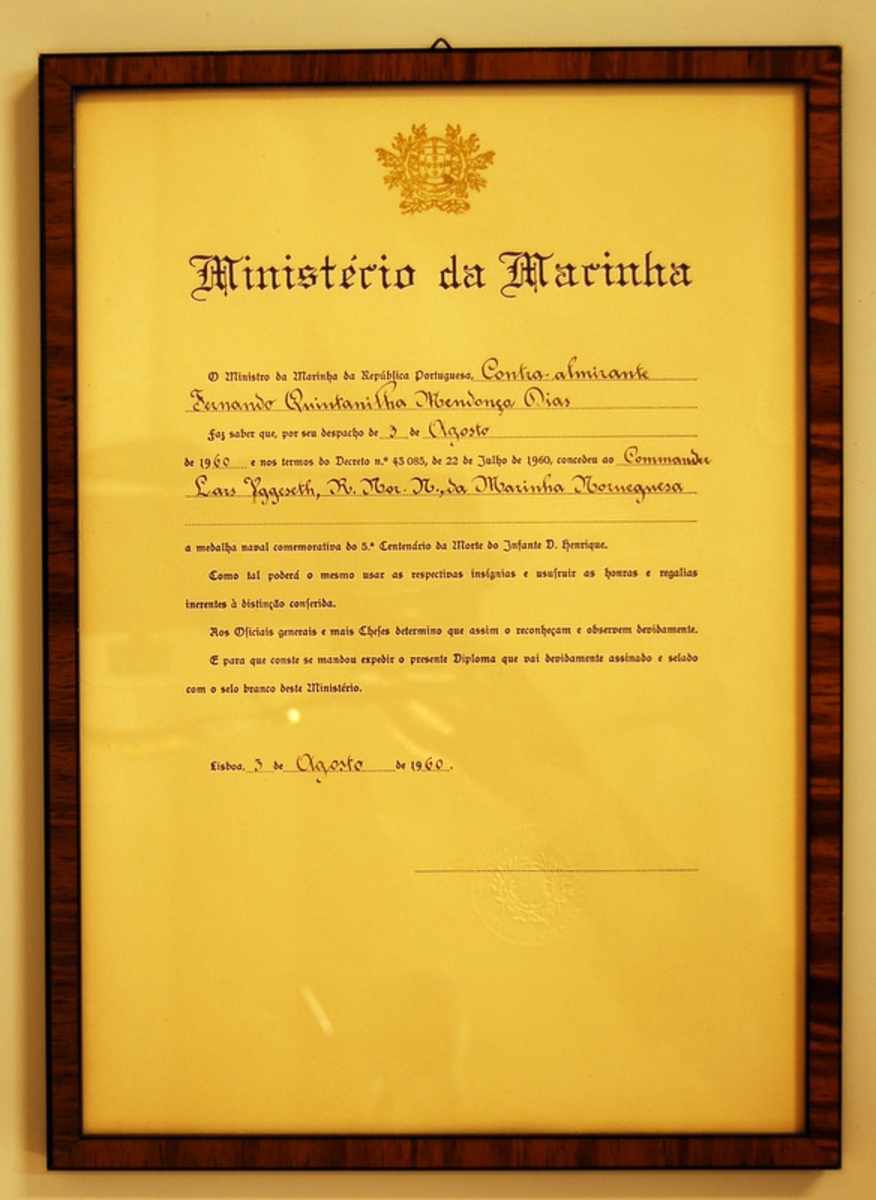 Ministério da Marinha
O Ministro da Marinha da República Portuguesa, Contra-almirante
Fernando Quintanilha Mendonça Dias
Faz saber que, por seu despacho de 3 de Agosto
de 1960 e nos termos do Decreto n.º 43 085, de 22 de Julho de 1960, concedeu ao Commander
Lars Yggeseth, R. Nor. N., da Marinha Norueguesa
a medalha naval comemorativa do 5.º Centenário da Morte do Infante D. Henrique.
Como tal poderá o mesmo usar as respectivas insígnias e usufruir as honras e regalias
inerentes à distinção conferida.
Aos Oficiais generais e mais Chefes determino que assim o reconheçam e observem devidamente.
E para que conste se mandou expedir o presente Diploma que vai devidamente assinado e selado
com o selo branco deste Ministério.
Lisboa, 3 de Agosto de 1960.